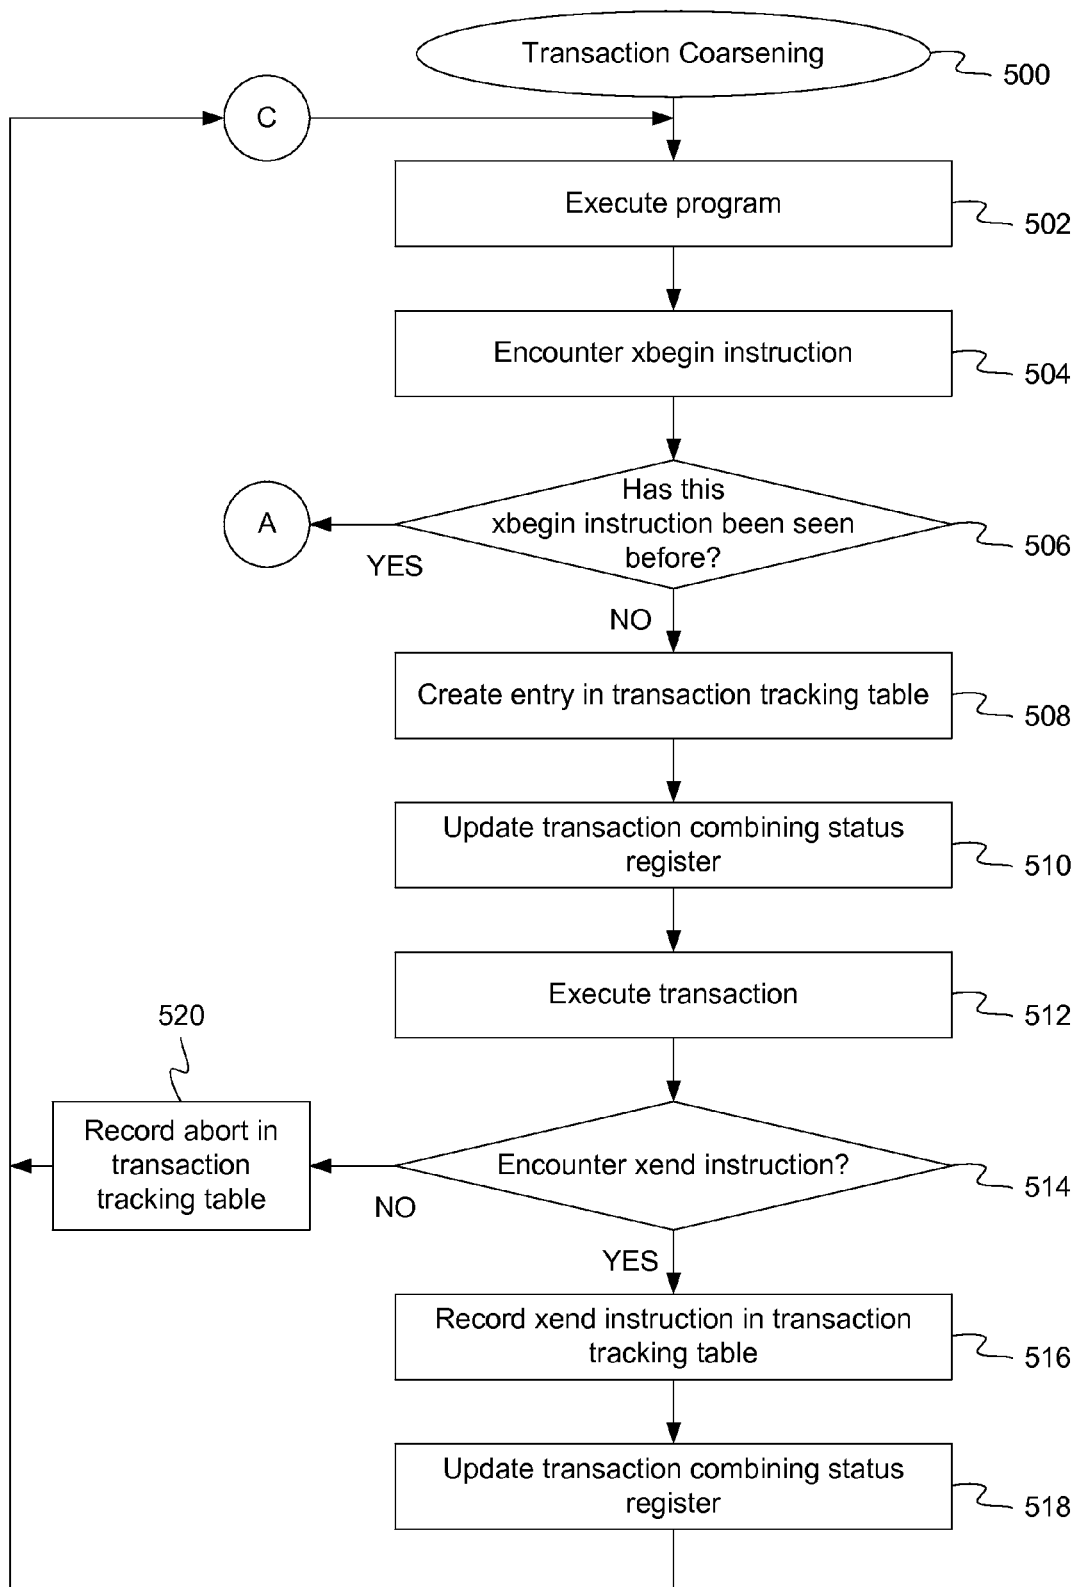 Transaction Coarsening
500
C
Execute program
502
Encounter xbegin instruction
504
Has this
xbegin instruction been seen
before?
506
A
YES
NO
Create entry in transaction tracking table
508
Update transaction combining status
register
510
Execute transaction
512
520
Record abort in
transaction
tracking table
Encounter xend instruction?
514
NO
YES
Record xend instruction in transaction
tracking table
516
Update transaction combining status
register
518